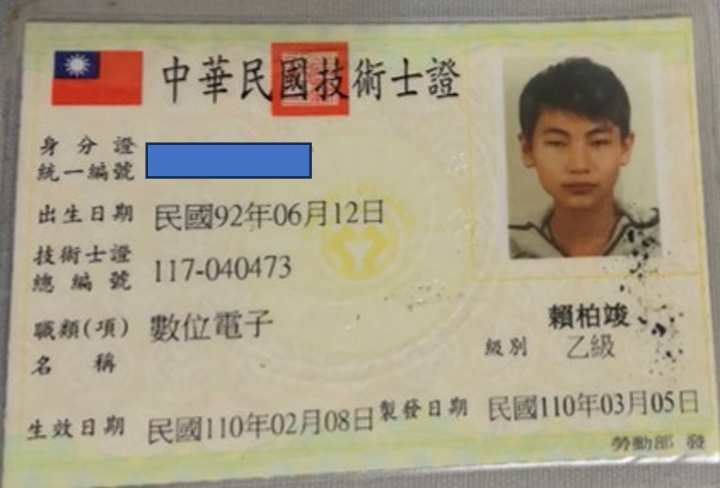 中華民國技術士證
身分證
統一編號
出生日期 民國92年06月12日
技術士證
總編號 117-040473
職類(項) 數位電子
名稱
賴柏竣
級別 乙級
生效日期 民國110年02月08日 製發日期 民國110年03月05日
勞動部 發